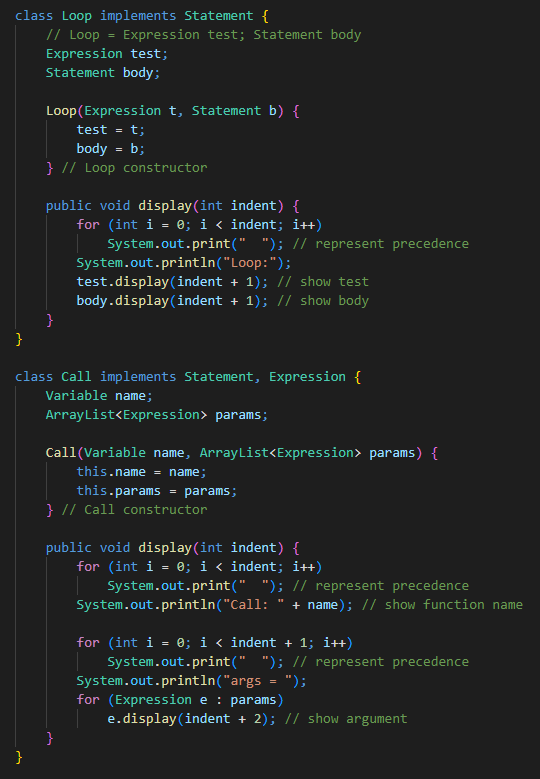 class Loop implements Statement {
    // Loop = Expression test; Statement body
    Expression test;
    Statement body;

    Loop(Expression t, Statement b) {
        test = t;
        body = b;
    } // Loop constructor

    public void display(int indent) {
        for (int i = 0; i < indent; i++)
            System.out.print("  "); // represent precedence
        System.out.println("Loop:");
        test.display(indent + 1); // show test
        body.display(indent + 1); // show body
    }
}

class Call implements Statement, Expression {
    Variable name;
    ArrayList<Expression> params;

    Call(Variable name, ArrayList<Expression> params) {
        this.name = name;
        this.params = params;
    } // Call constructor

    public void display(int indent) {
        for (int i = 0; i < indent; i++)
            System.out.print("  "); // represent precedence
        System.out.println("Call: " + name); // show function name

        for (int i = 0; i < indent + 1; i++)
            System.out.print("  "); // represent precedence
        System.out.println("args = ");
        for (Expression e : params)
            e.display(indent + 2); // show argument
    }
}